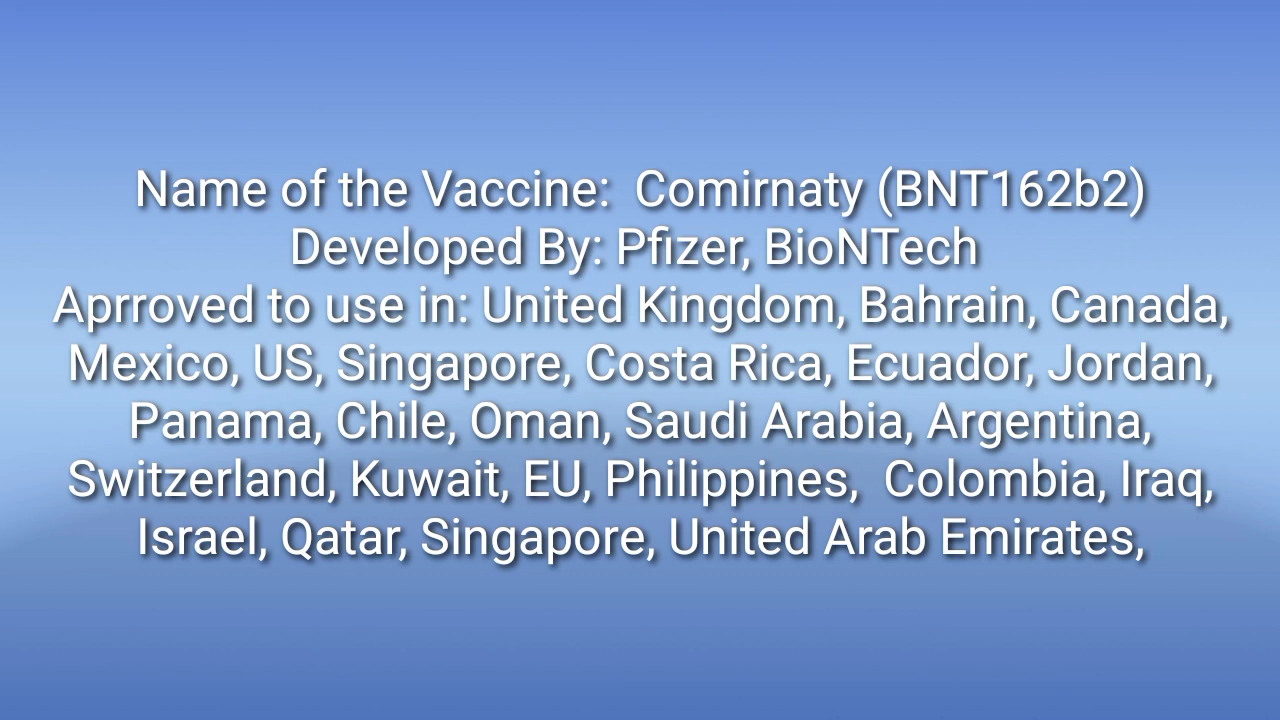 Name of the Vaccine:  Comirnaty (BNT162b2)
Developed By: Pfizer, BioNTech
Aprroved to use in: United Kingdom, Bahrain, Canada,
Mexico, US, Singapore, Costa Rica, Ecuador, Jordan,
Panama, Chile, Oman, Saudi Arabia, Argentina,
Switzerland, Kuwait, EU, Philippines,  Colombia, Iraq,
Israel, Qatar, Singapore, United Arab Emirates,